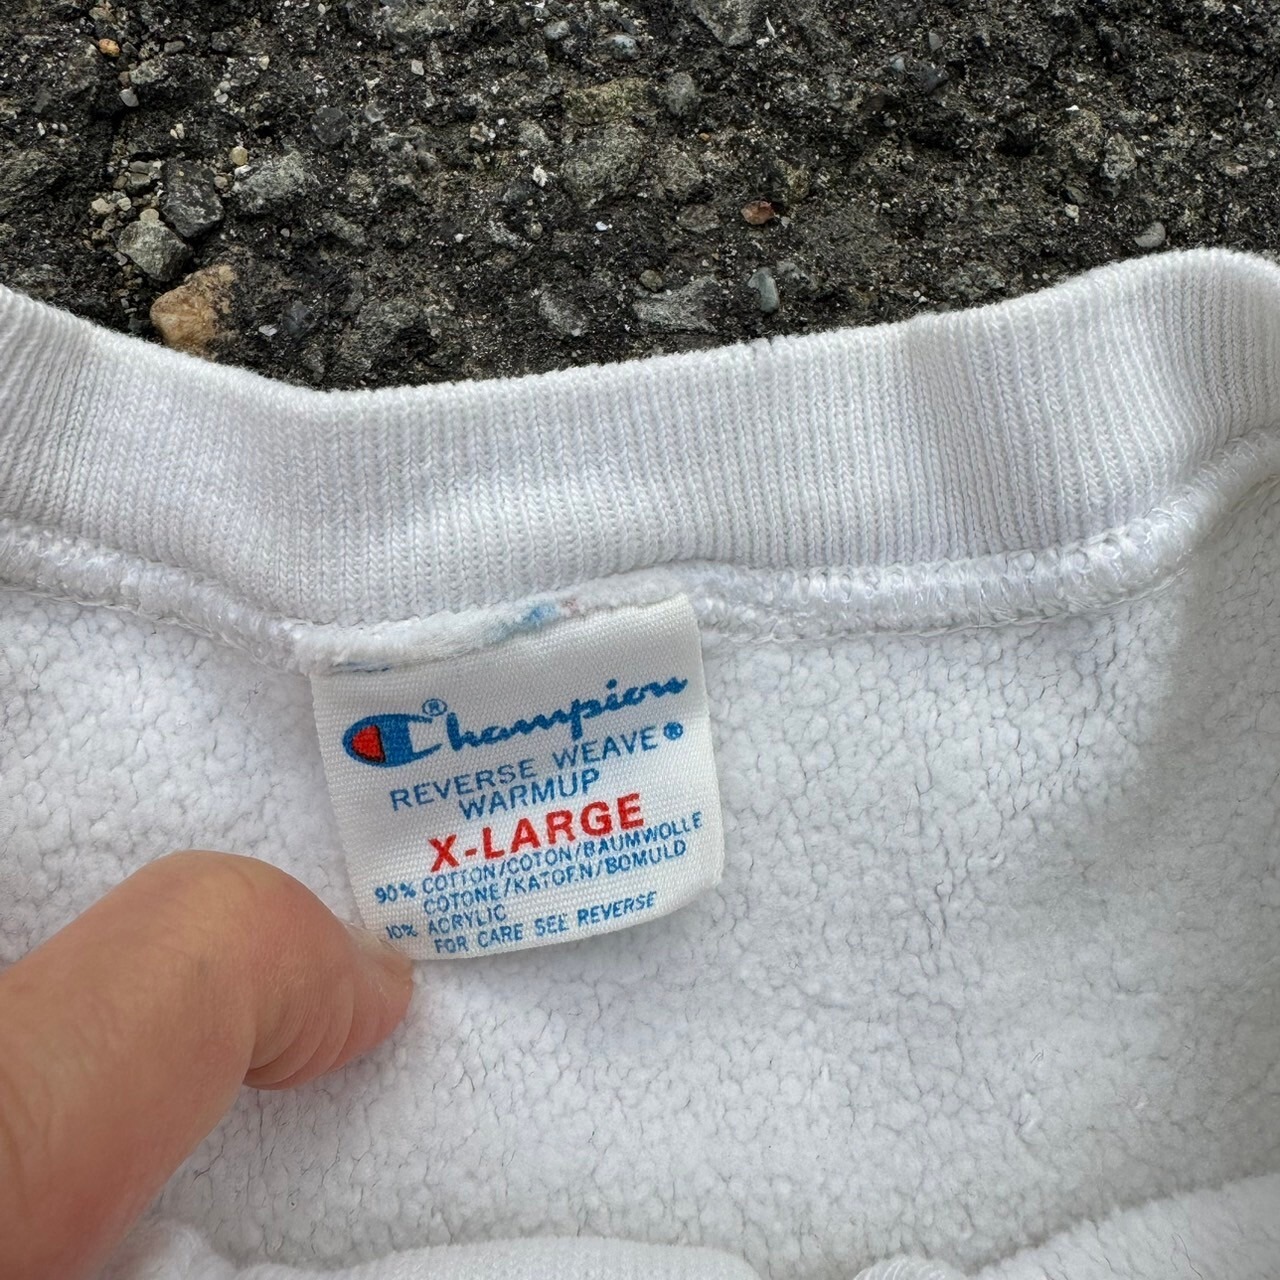 Champion®
REVERSE WEAVE®
WARMUP
X-LARGE
90% COTTON/COTON/BAUMWOLLE
COTONE/KATOEN/BOMULD
10% ACRYLIC
FOR CARE SEE REVERSE